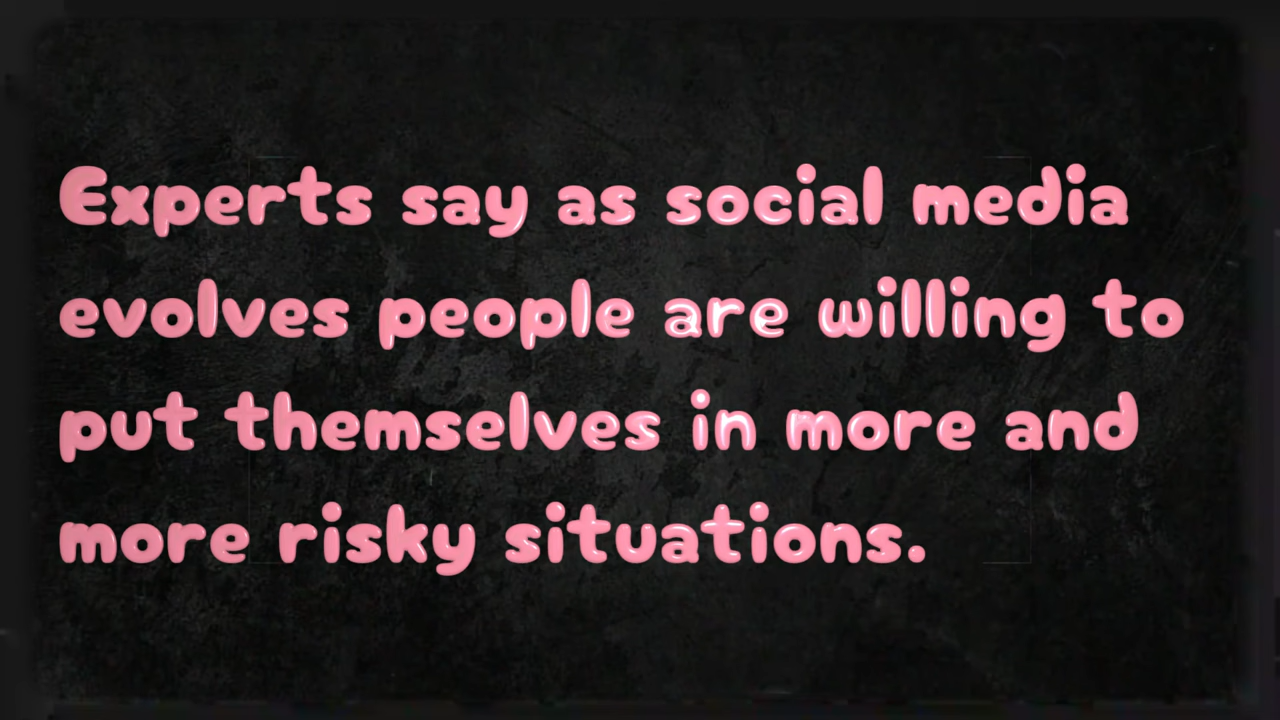 Experts say as social media
evolves people are willing to
put themselves in more and
more risky situations.